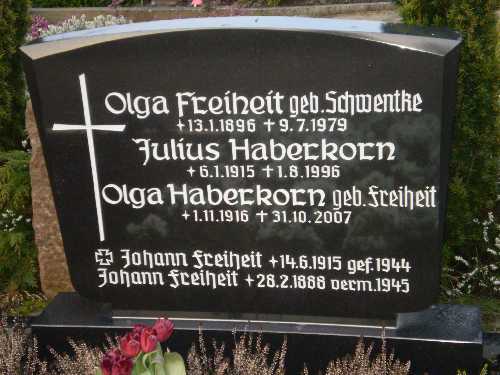 Olga Freiheit geb. Schwentke
+ 13.1.1896 + 9.7.1979
Julius Haberkorn
+ 6.1.1915 + 1.8.1996
Olga Haberkorn geb. Freiheit
+ 1.11.1916 + 31.10.2007
Johann Freiheit + 14.6.1915 gef. 1944
Johann Freiheit + 28.2.1888 verm. 1945